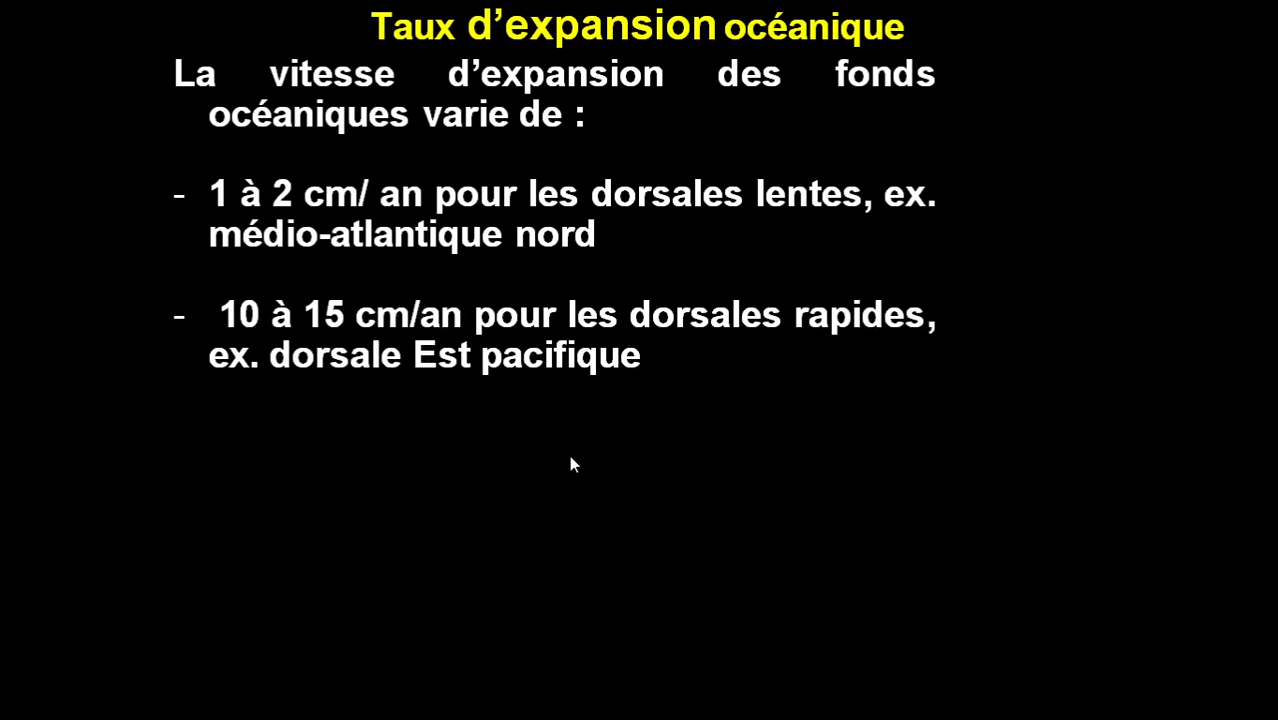 Taux d’expansion océanique
La vitesse d’expansion des fonds
océaniques varie de :
- 1 à 2 cm/ an pour les dorsales lentes, ex.
médio-atlantique nord
- 10 à 15 cm/an pour les dorsales rapides,
ex. dorsale Est pacifique